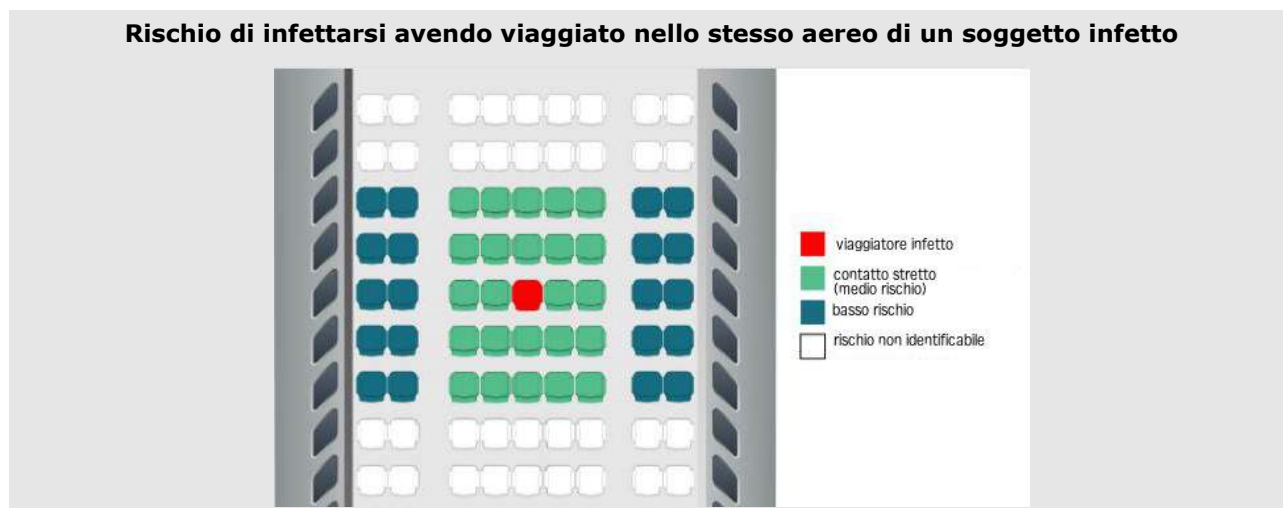 Rischio di infettarsi avendo viaggiato nello stesso aereo di un soggetto infetto
viaggiatore infetto
contatto stretto
(medio rischio)
basso rischio
rischio non identificabile